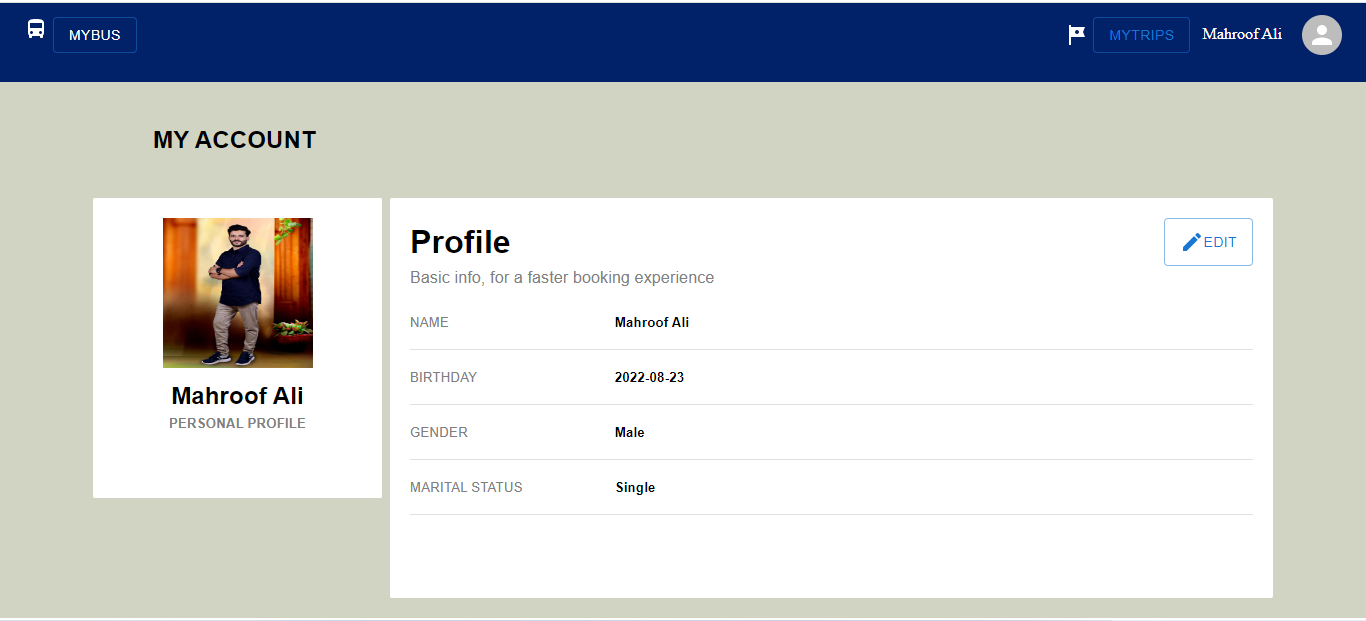 MYBUS
MYTRIPS
Mahroof Ali
MY ACCOUNT
Mahroof Ali
PERSONAL PROFILE
Profile
EDIT
Basic info, for a faster booking experience
NAME Mahroof Ali
BIRTHDAY 2022-08-23
GENDER Male
MARITAL STATUS Single